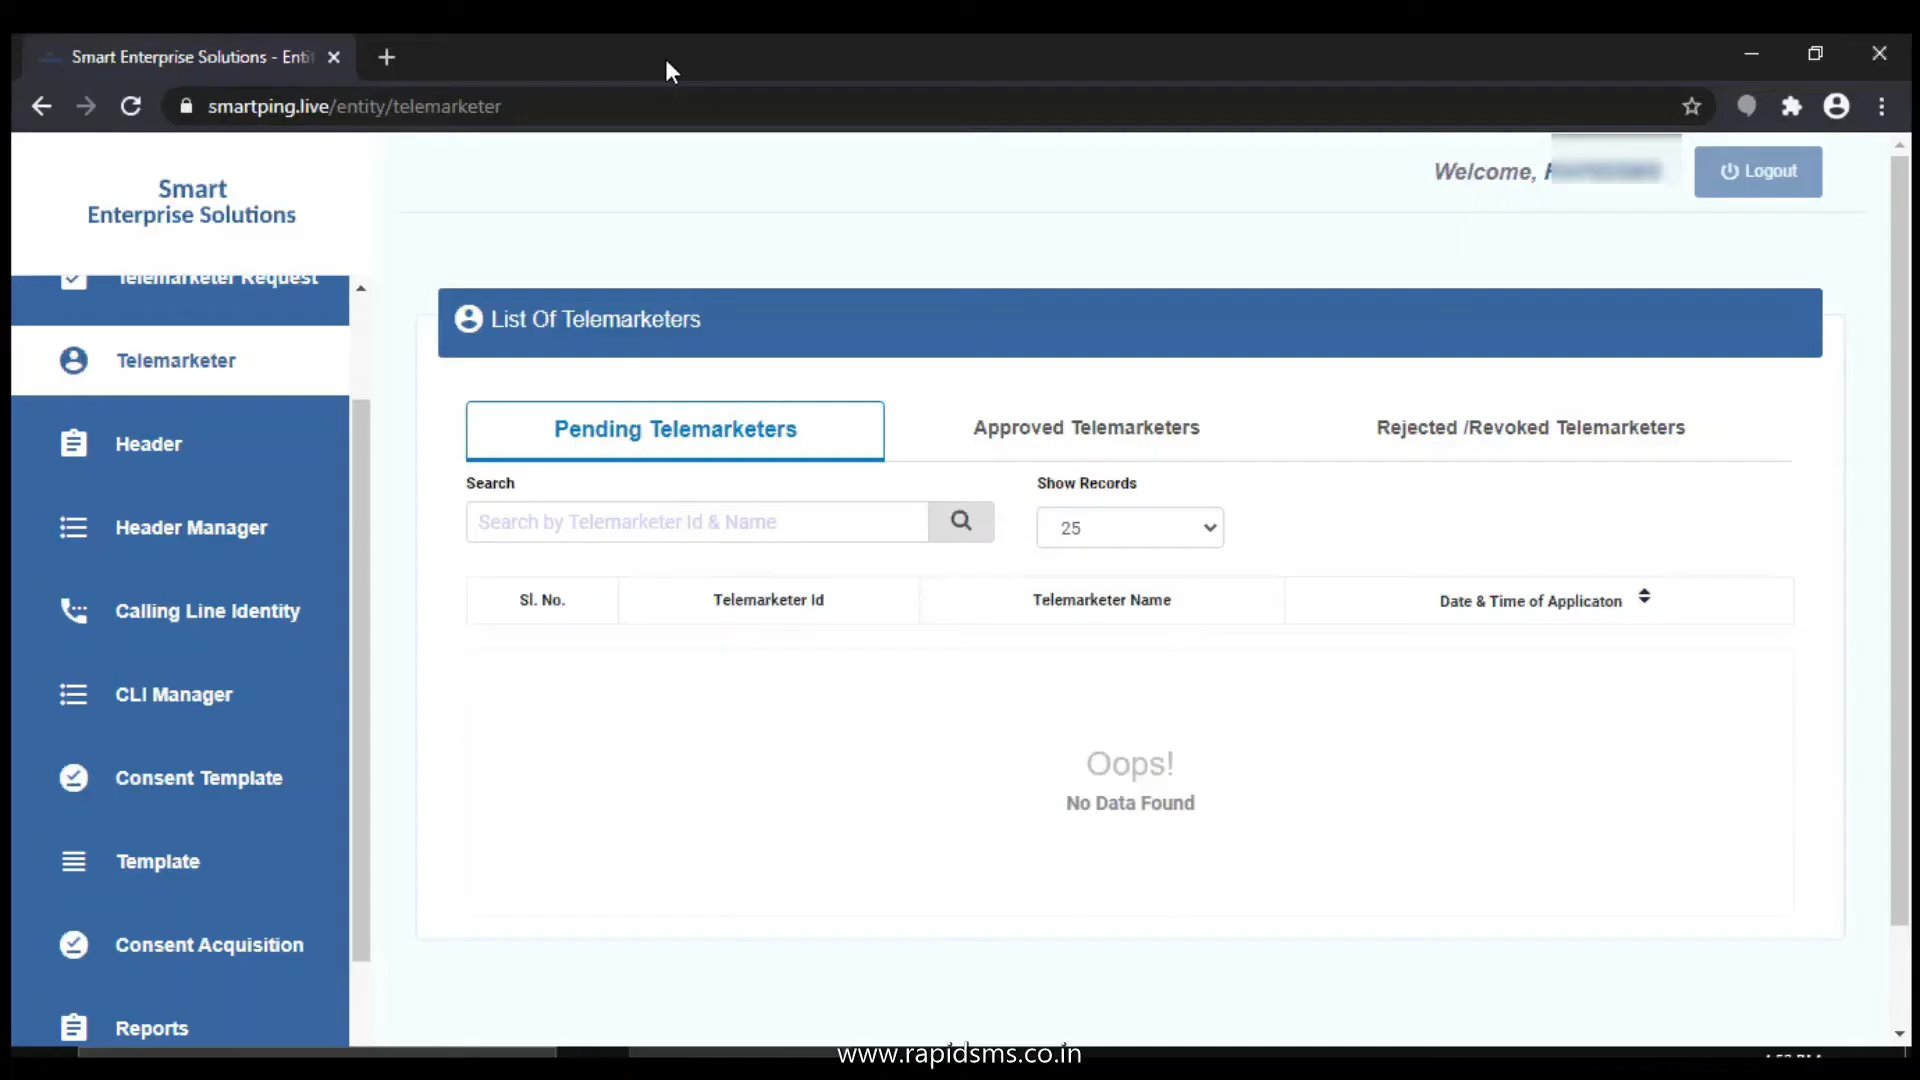 Smart Enterprise Solutions - Enti
smartping.live/entity/telemarketer
Welcome,
Logout
Smart
Enterprise Solutions
Telemarketer Request
Telemarketer
Header
Header Manager
Calling Line Identity
CLI Manager
Consent Template
Template
Consent Acquisition
Reports
List Of Telemarketers
Pending Telemarketers
Approved Telemarketers
Rejected /Revoked Telemarketers
Search
Show Records
Search by Telemarketer Id & Name
25
Sl. No.
Telemarketer Id
Telemarketer Name
Date & Time of Applicaton
Oops!
No Data Found
www.rapidsms.co.in